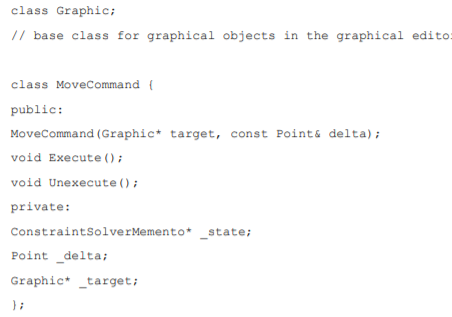 class Graphic;
// base class for graphical objects in the graphical edito
class MoveCommand {
public:
MoveCommand(Graphic* target, const Point& delta);
void Execute();
void Unexecute();
private:
ConstraintSolverMemento* _state;
Point _delta;
Graphic* _target;
};